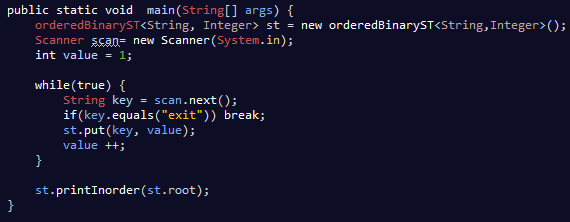 public static void  main(String[] args) {
    orderedBinaryST<String, Integer> st = new orderedBinaryST<String,Integer>();
    Scanner scan= new Scanner(System.in);
    int value = 1;

    while(true) {
        String key = scan.next();
        if(key.equals("exit")) break;
        st.put(key, value);
        value ++;
    }

    st.printInorder(st.root);
}